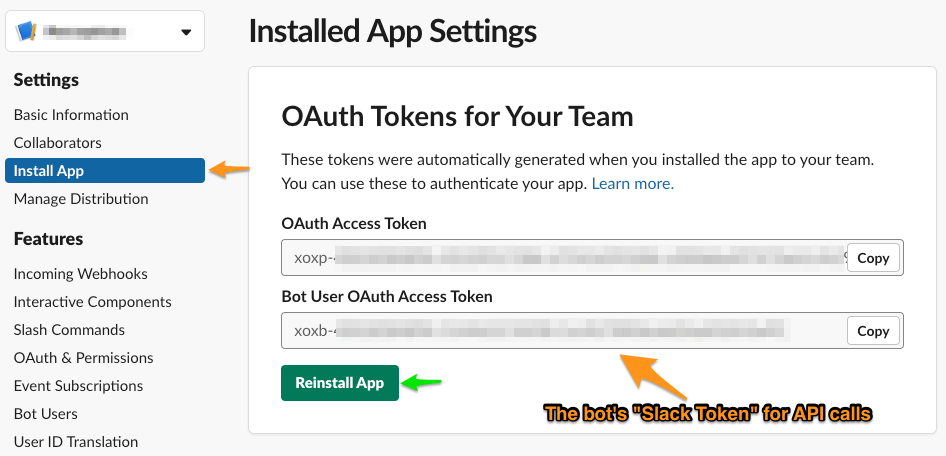 Installed App Settings
Settings
Basic Information
Collaborators
Install App
Manage Distribution
Features
Incoming Webhooks
Interactive Components
Slash Commands
OAuth & Permissions
Event Subscriptions
Bot Users
User ID Translation
OAuth Tokens for Your Team
These tokens were automatically generated when you installed the app to your team.
You can use these to authenticate your app. Learn more.
OAuth Access Token
xoxp-
Copy
Bot User OAuth Access Token
xoxb-
Copy
Reinstall App
The bot's "Slack Token" for API calls